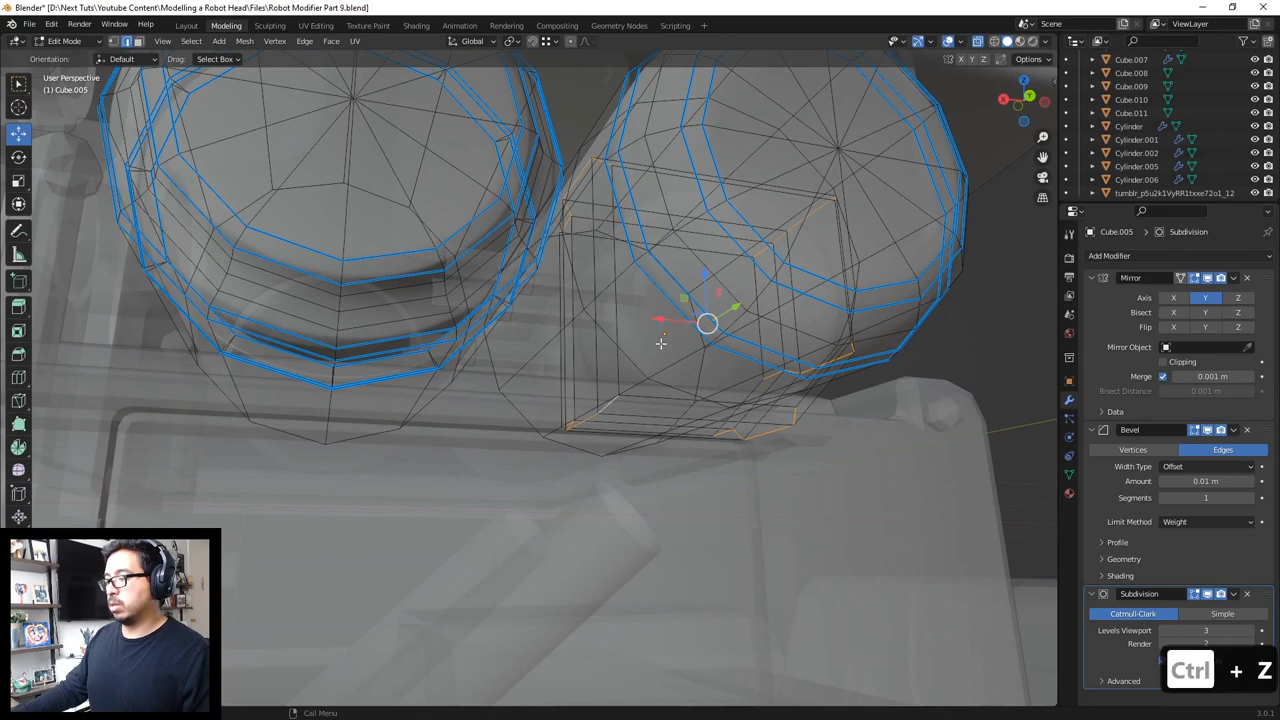 Blender* [D:\Next Tuts\Youtube Content\Modelling a Robot Head\Files\Robot Modifier Part 9.blend]
File Edit Render Window Help Layout Modeling Sculpting UV Editing Texture Paint Shading Animation Rendering Compositing Geometry Nodes Scripting + Scene ViewLayer
Edit Mode View Select Add Mesh Vertex Edge Face UV Global
Orientation: Default Drag: Select Box X Y Z Options
User Perspective
(1) Cube.005
Z
X
Y
Cube.007
Cube.008
Cube.009
Cube.010
Cube.011
Cylinder
Cylinder.001
Cylinder.002
Cylinder.005
Cylinder.006
tumblr_p5u2k1VyRR1txxe72o1_12
Cube.005 > Subdivision
Add Modifier
Mirror
Axis X Y Z
Bisect X Y Z
Flip X Y Z
Mirror Object
Clipping
Merge 0.001 m
Bisect Distance 0.001 m
Data
Bevel
Vertices Edges
Width Type Offset
Amount 0.01 m
Segments 1
Limit Method Weight
Profile
Geometry
Shading
Subdivision
Catmull-Clark Simple
Levels Viewport 3
Render 2
Advanced
Ctrl + Z
Call Menu 3.0.1